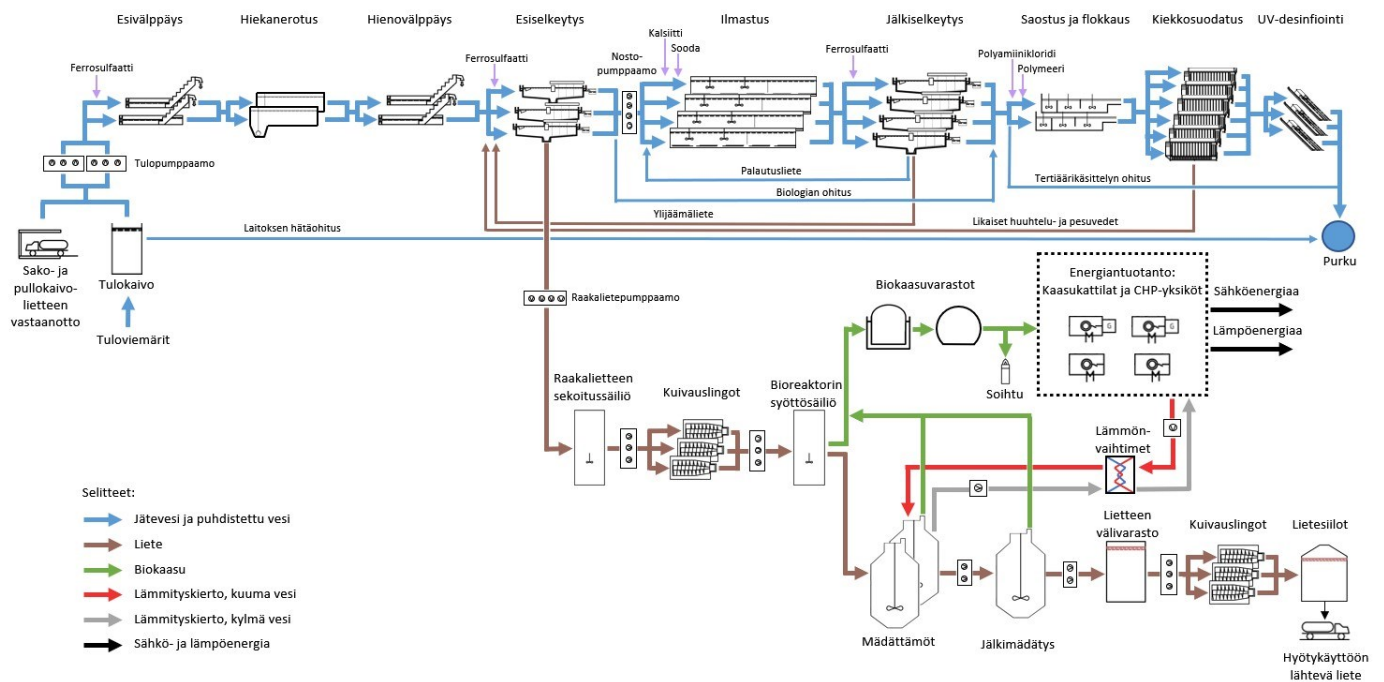 Esivälppäys
Hiekanerotus
Hienovälppäys
Esiselkeytys
Ilmastus
Jälkiselkeytys
Saostus ja flokkaus
Kiekkosuodatus
UV-desinfiointi
Ferrosulfaatti
Ferrosulfaatti
Nosto-
pumppaamo
Kalsiitti
Sooda
Ferrosulfaatti
Polyamiinikloridi
Polymeeri
Tulopumppaamo
Palautusliete
Biologian ohitus
Tertiäärikäsittelyn ohitus
Ylijäämäliete
Likaiset huuhtelu- ja pesuvedet
Laitoksen hätäohitus
Purku
Sako- ja
pullokaivo-
lietteen
vastaanotto
Tulokaivo
Tuloviemärit
Raakalietepumppaamo
Biokaasuvarastot
Energiantuotanto:
Kaasukattilat ja CHP-yksiköt
G
G
M
M
M
M
Sähköenergiaa
Lämpöenergiaa
Soihtu
Raakalietteen
sekoitussäiliö
Kuivauslingot
Bioreaktorin
syöttösäiliö
Lämmön-
vaihtimet
Selitteet:
Jätevesi ja puhdistettu vesi
Liete
Biokaasu
Lämmityskierto, kuuma vesi
Lämmityskierto, kylmä vesi
Sähkö- ja lämpöenergia
Mädättämöt
Jälkimädätys
Lietteen
välivarasto
Kuivauslingot
Lietesiilot
Hyötykäyttöön
lähtevä liete